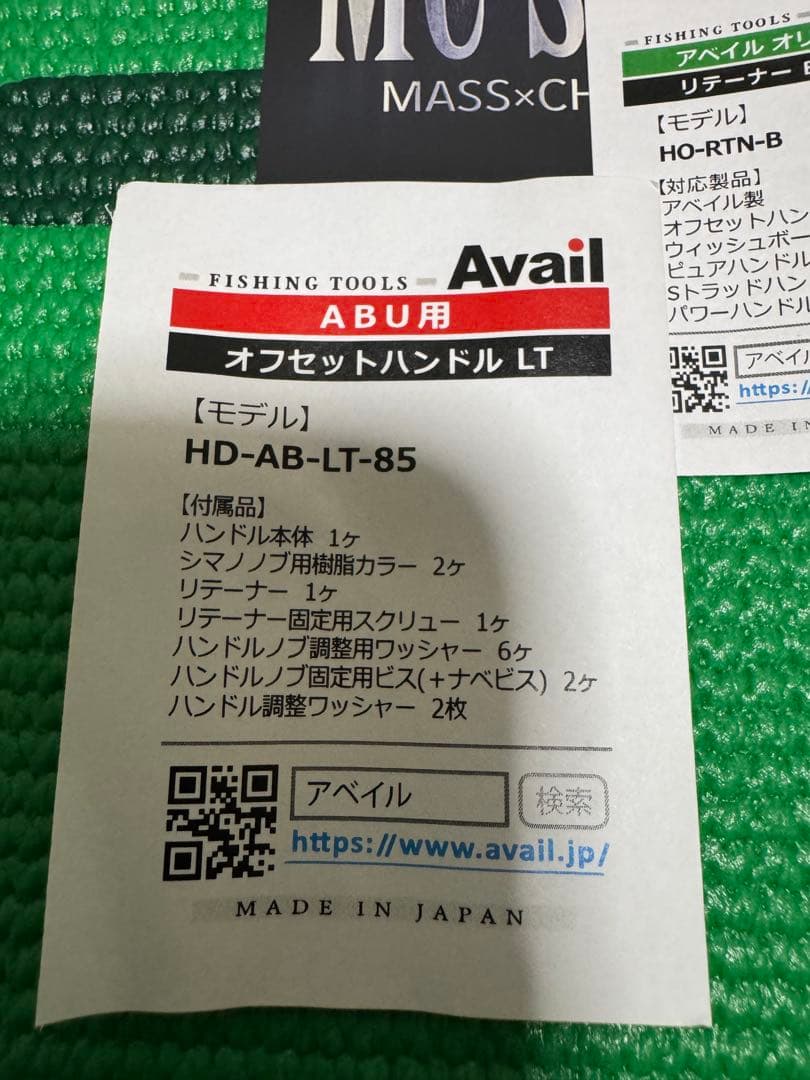 MASS×CH
FISHING TOOLS
アベイル オリ
リテーナー
【モデル】
HO-RTN-B
【対応製品】
アベイル製
オフセットハン
ウィッシュボー
ピュアハンドル
Sトラッドハン
パワーハンドル
アベイル
https:/
MADE IN
FISHING TOOLS
Avail
ABU用
オフセットハンドル LT
【モデル】
HD-AB-LT-85
【付属品】
ハンドル本体 1ヶ
シマノノブ用樹脂カラー 2ヶ
リテーナー 1ヶ
リテーナー固定用スクリュー 1ヶ
ハンドルノブ調整用ワッシャー 6ヶ
ハンドルノブ固定用ビス(+ナベビス) 2ヶ
ハンドル調整ワッシャー 2枚
アベイル 検索
https://www.avail.jp/
MADE IN JAPAN